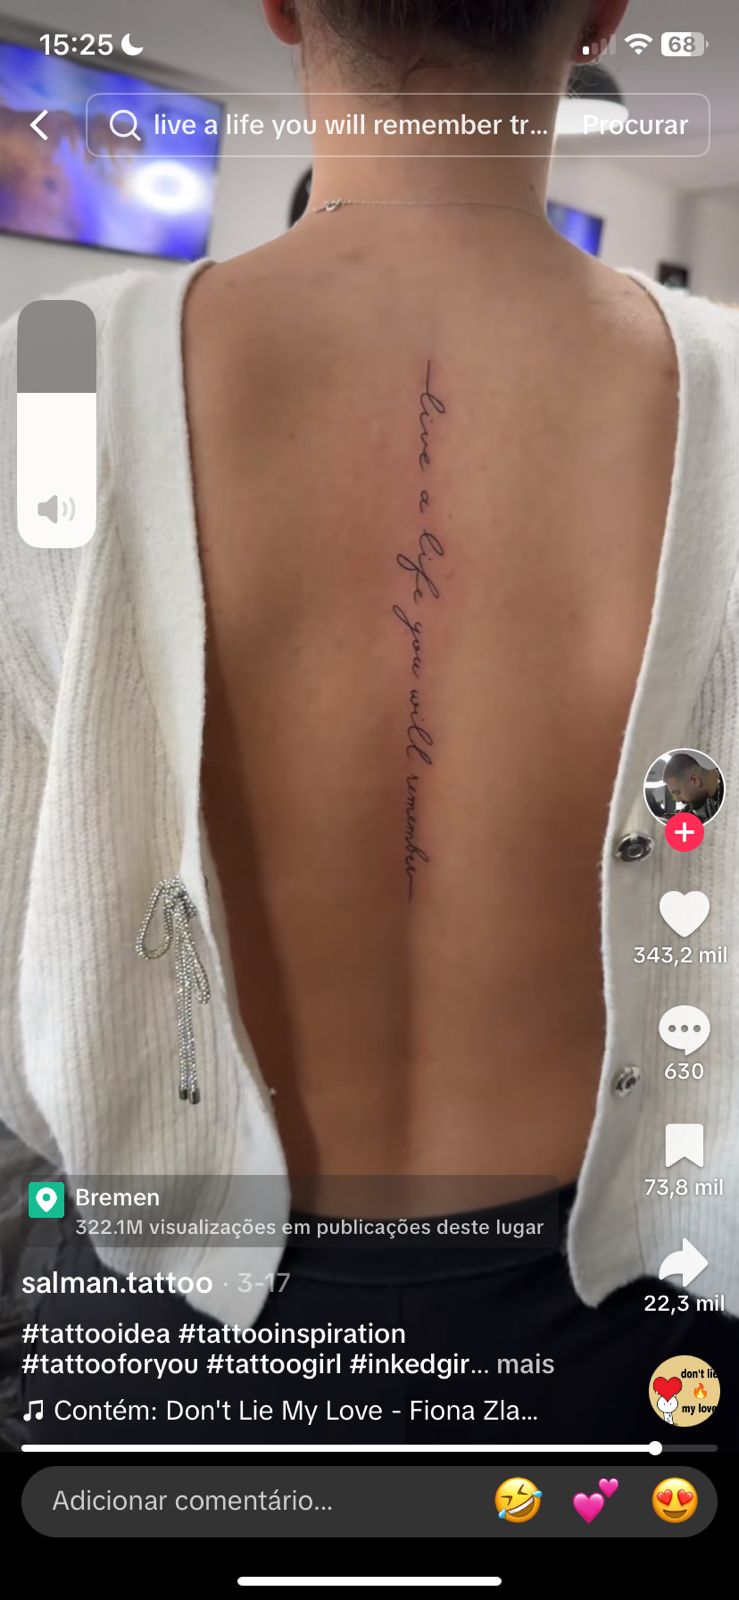 15:25
68
live a life you will remember tr...
Procurar
live a life you will remember
343,2 mil
630
73,8 mil
22,3 mil
Bremen
322.1M visualizações em publicações deste lugar
salman.tattoo · 3-17
#tattooidea #tattooinspiration
#tattooforyou #tattoogirl #inkedgir... mais
Contém: Don't Lie My Love - Fiona Zla...
don't lie
my love
Adicionar comentário...